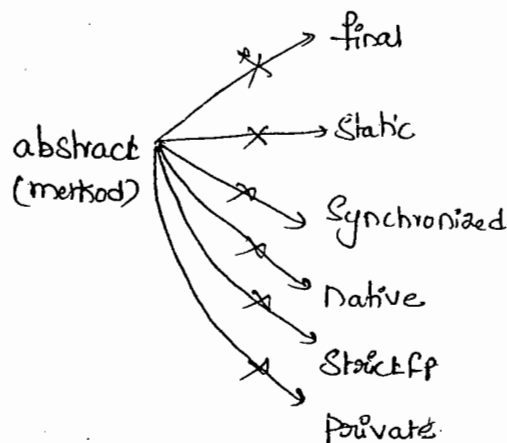 final
abstract
(method)
Static
Synchronized
native
Strictfp
Private